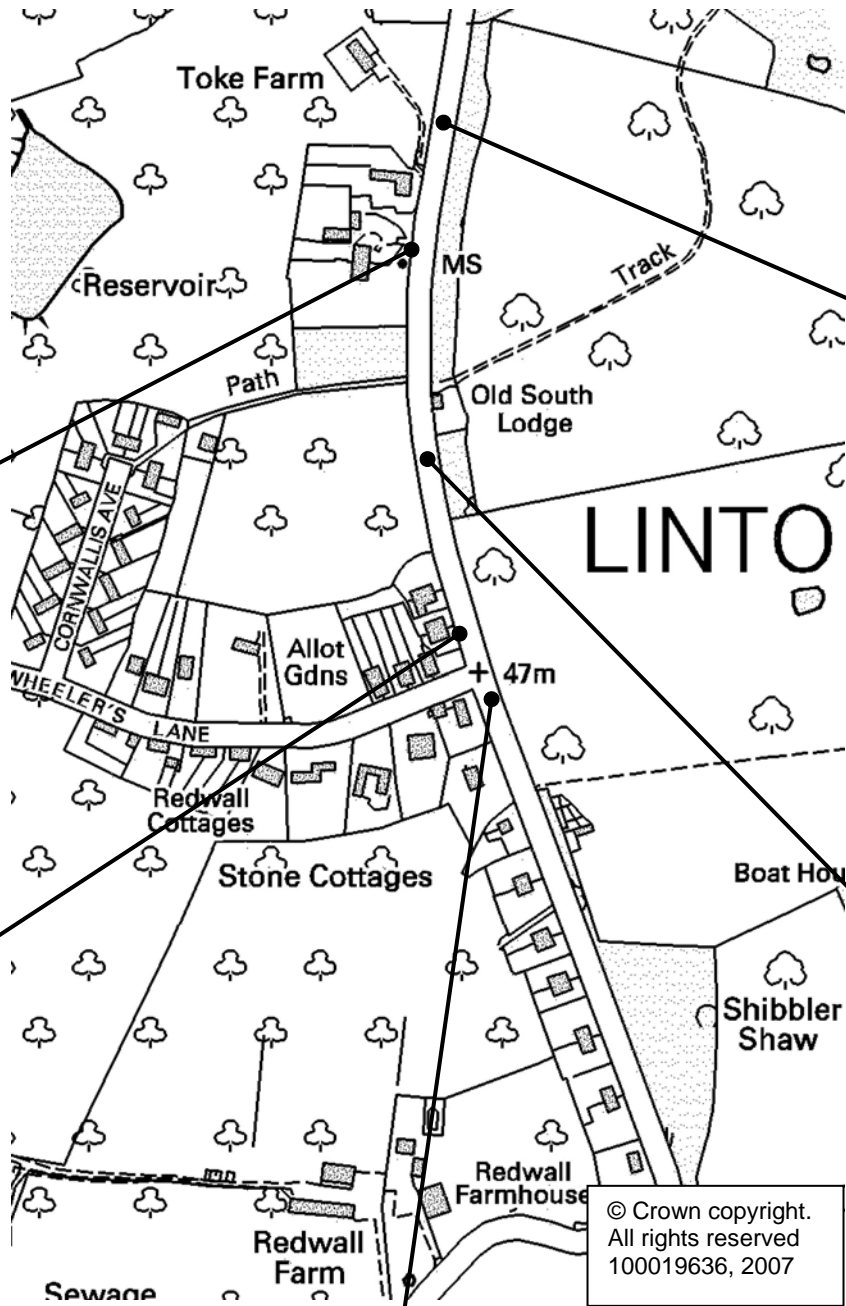 Toke Farm
MS
Reservoir
Track
Path
Old South
Lodge
CORNWALLIS AVE
LINTO
Allot
Gdns
47m
WHEELER'S LANE
Redwall
Cottages
Stone Cottages
Boat Hou
Shibbler
Shaw
Redwall
Farmhouse
Redwall
Farm
Sewage
© Crown copyright.
All rights reserved
100019636, 2007